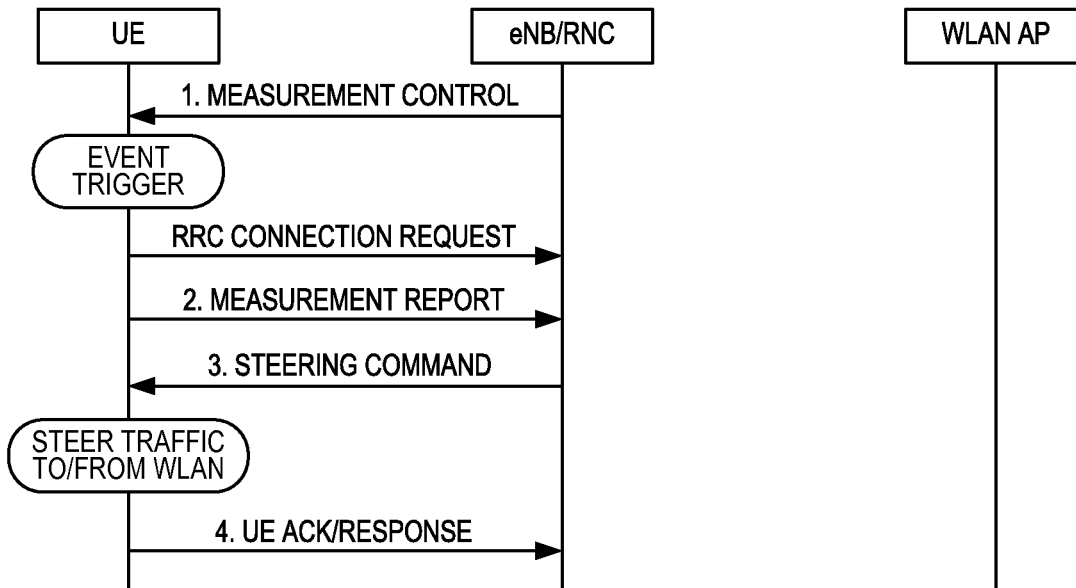 UE
eNB/RNC
WLAN AP
1. MEASUREMENT CONTROL
EVENT
TRIGGER
RRC CONNECTION REQUEST
2. MEASUREMENT REPORT
3. STEERING COMMAND
STEER TRAFFIC
TO/FROM WLAN
4. UE ACK/RESPONSE